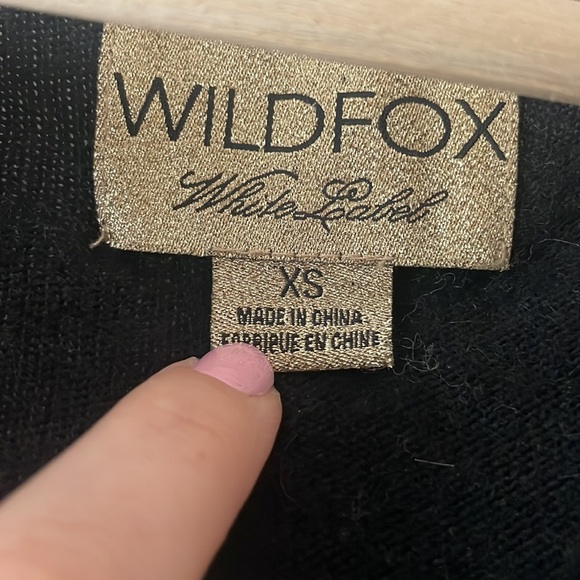 WILDFOX
White Label
XS
MADE IN CHINA
FABRIQUE EN CHINE